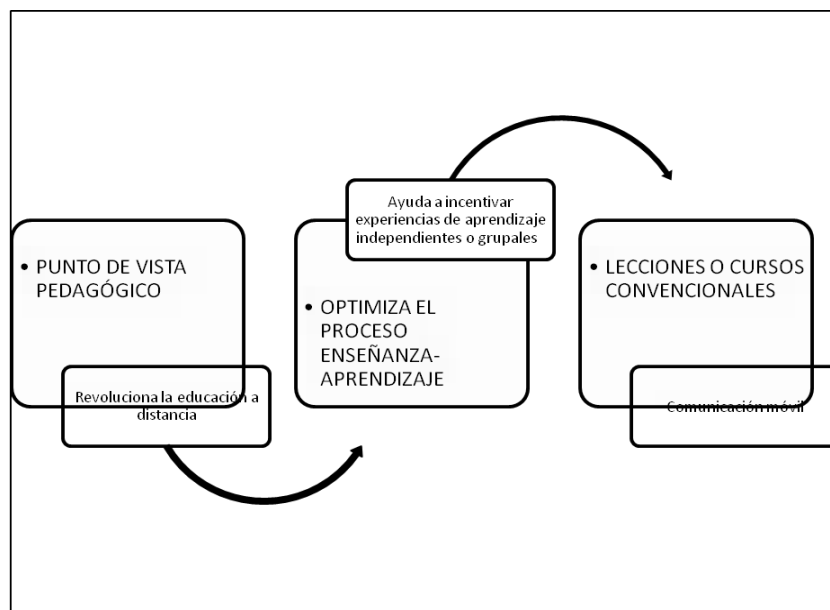 • PUNTO DE VISTA
PEDAGÓGICO
Revoluciona la educación a
distancia
Ayuda a incentivar
experiencias de aprendizaje
independientes o grupales
• OPTIMIZA EL
PROCESO
ENSEÑANZA-
APRENDIZAJE
• LECCIONES O CURSOS
CONVENCIONALES
Comunicación móvil